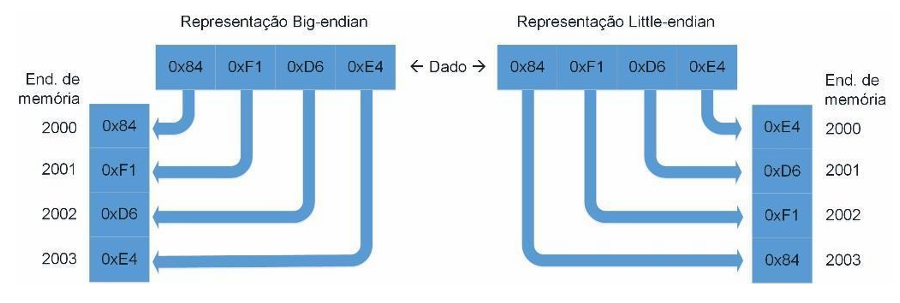 Representação Big-endian
Representação Little-endian
0x84 0xF1 0xD6 0xE4
← Dado →
0x84 0xF1 0xD6 0xE4
End. de
memória
2000 0x84
2001 0xF1
2002 0xD6
2003 0xE4
End. de
memória
0xE4 2000
0xD6 2001
0xF1 2002
0x84 2003